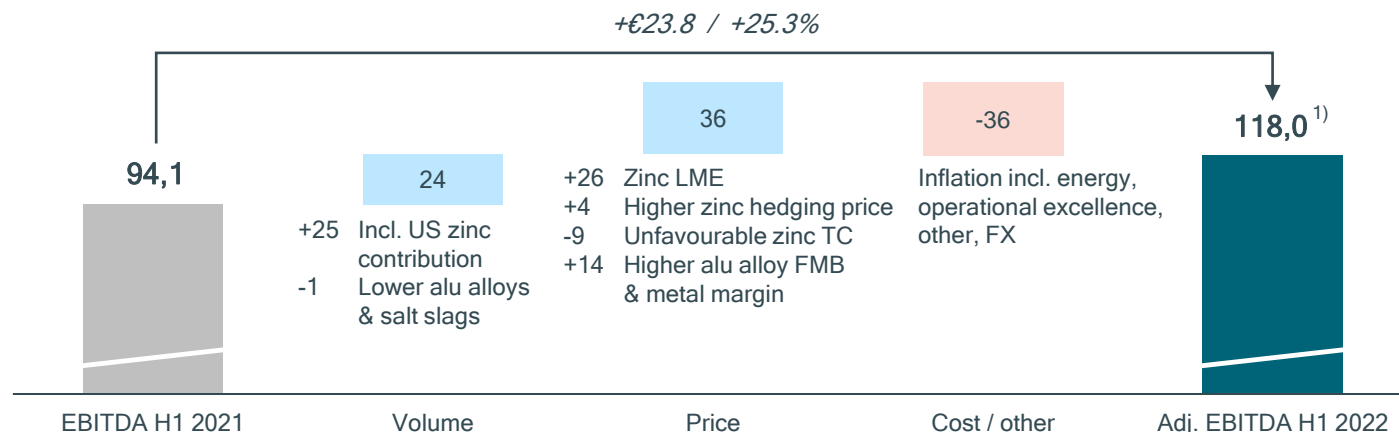 +€23.8 / +25.3%
94,1
24
+25 Incl. US zinc
contribution
-1 Lower alu alloys
& salt slags
36
+26 Zinc LME
+4 Higher zinc hedging price
-9 Unfavourable zinc TC
+14 Higher alu alloy FMB
& metal margin
-36
Inflation incl. energy,
operational excellence,
other, FX
118,0 1)
EBITDA H1 2021
Volume
Price
Cost / other
Adj. EBITDA H1 2022